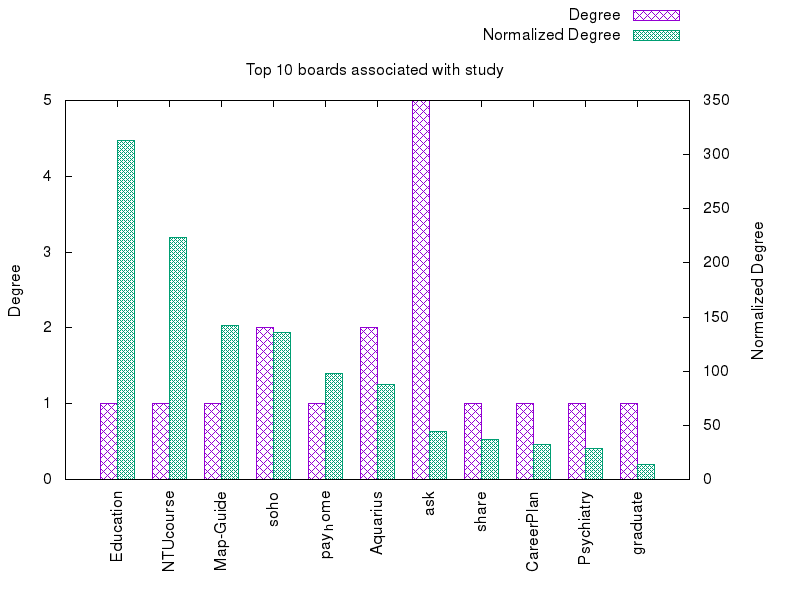 Degree
Normalized Degree
Top 10 boards associated with study
5
4
3
2
1
0
350
300
250
200
150
100
50
0
Degree
Normalized Degree
Education
NTUcourse
Map-Guide
soho
payhome
Aquarius
ask
share
CareerPlan
Psychiatry
graduate